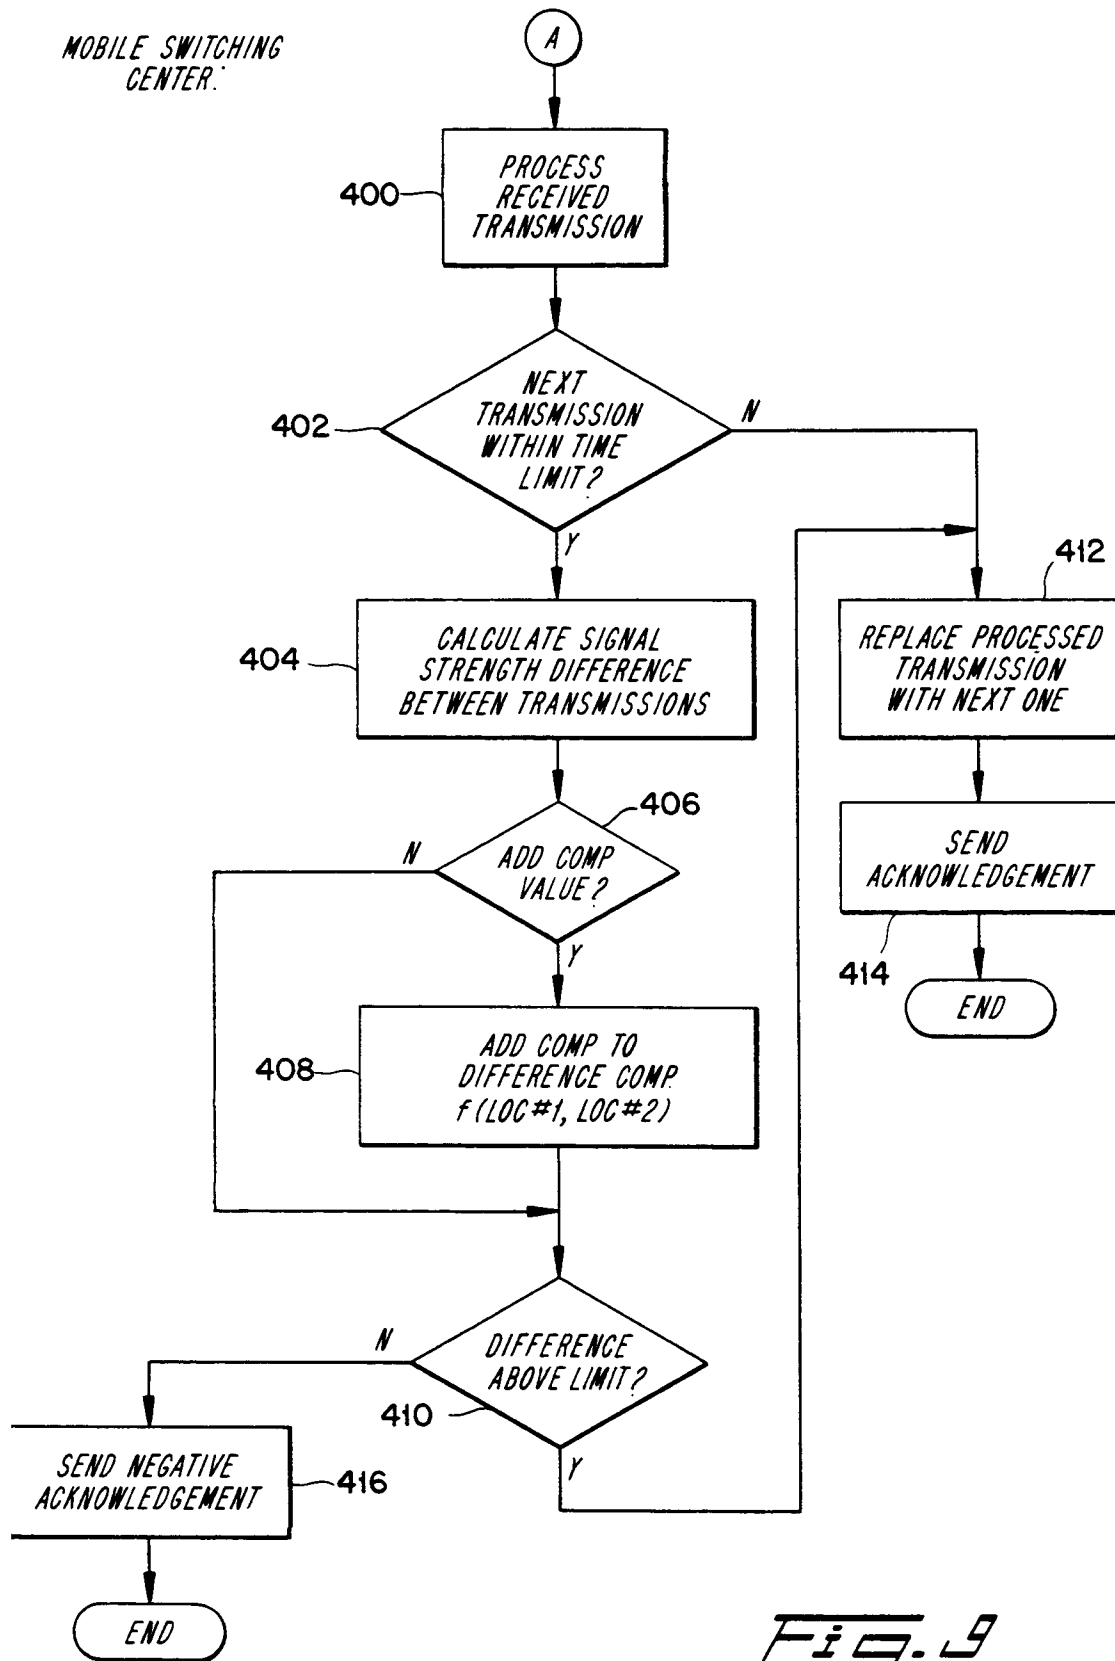 MOBILE SWITCHING
CENTER:
A
400
PROCESS
RECEIVED
TRANSMISSION
402
NEXT
TRANSMISSION
WITHIN TIME
LIMIT?
N
Y
404
CALCULATE SIGNAL
STRENGTH DIFFERENCE
BETWEEN TRANSMISSIONS
412
REPLACE PROCESSED
TRANSMISSION
WITH NEXT ONE
406
N
ADD COMP
VALUE?
Y
SEND
ACKNOWLEDGEMENT
414
END
408
ADD COMP TO
DIFFERENCE COMP.
f(LOC#1, LOC#2)
N
DIFFERENCE
ABOVE LIMIT?
410
Y
SEND NEGATIVE
ACKNOWLEDGEMENT
416
END
Fig. 9